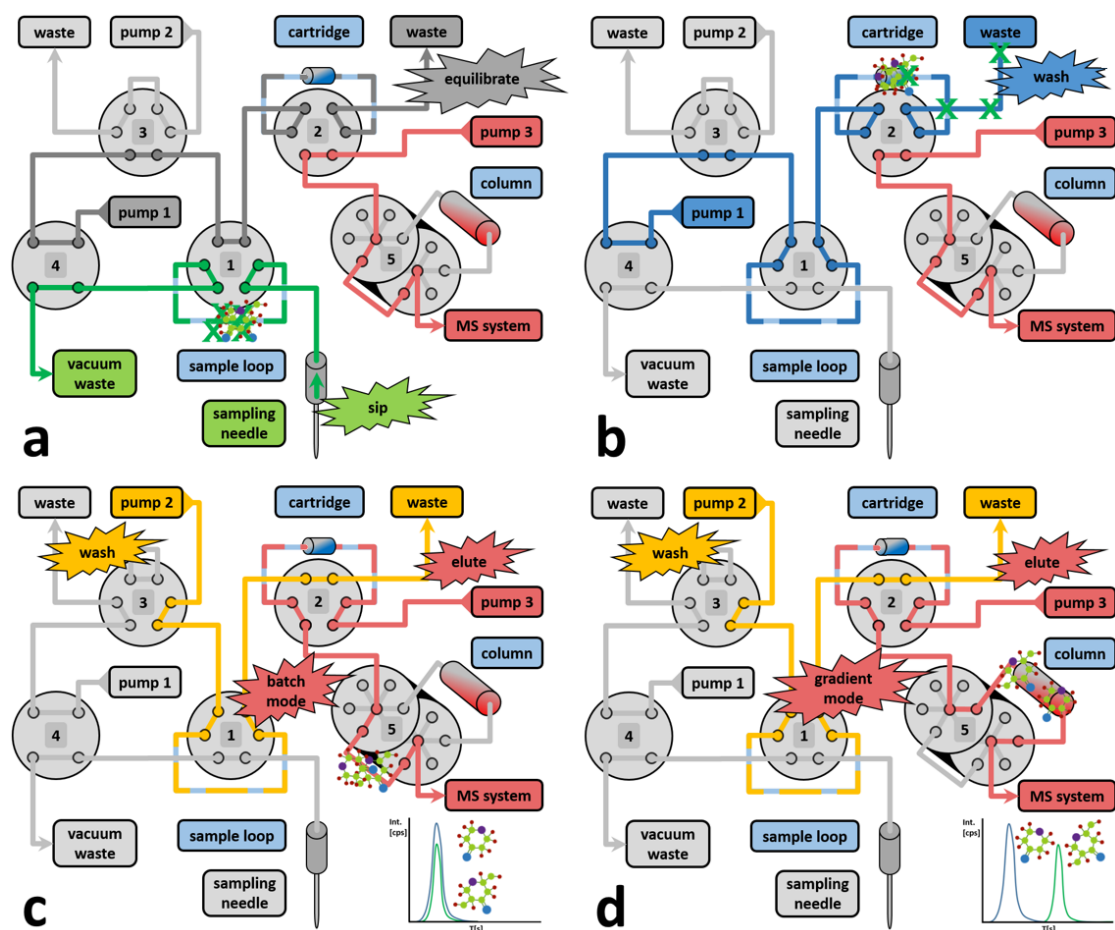 waste
pump 2
cartridge
waste
equilibrate
3
2
pump 3
column
pump 1
4
1
5
MS system
vacuum
waste
sample loop
sampling
needle
sip
a
waste
pump 2
cartridge
waste
wash
3
2
pump 3
column
pump 1
4
1
5
MS system
vacuum
waste
sample loop
sampling
needle
b
waste
pump 2
cartridge
waste
wash
elute
3
2
pump 3
column
pump 1
batch
mode
4
1
5
MS system
vacuum
waste
sample loop
sampling
needle
Int.
[cps]
T[s]
c
waste
pump 2
cartridge
waste
wash
elute
3
2
pump 3
column
pump 1
gradient
mode
4
1
5
MS system
vacuum
waste
sample loop
sampling
needle
Int.
[cps]
T[s]
d